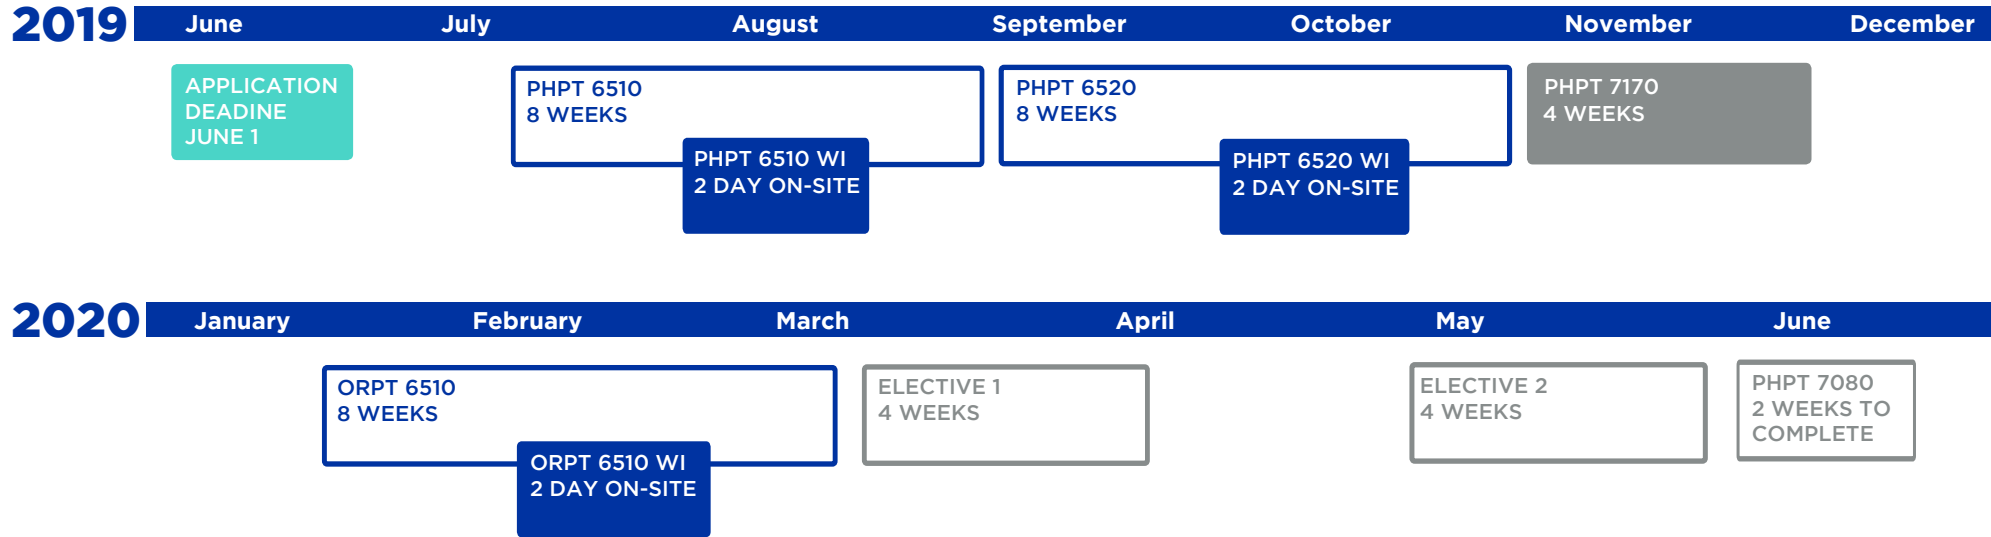 2019 June July August September October November December
APPLICATION
DEADINE
JUNE 1
PHPT 6510
8 WEEKS
PHPT 6510 WI
2 DAY ON-SITE
PHPT 6520
8 WEEKS
PHPT 6520 WI
2 DAY ON-SITE
PHPT 7170
4 WEEKS
2020 January February March April May June
ORPT 6510
8 WEEKS
ORPT 6510 WI
2 DAY ON-SITE
ELECTIVE 1
4 WEEKS
ELECTIVE 2
4 WEEKS
PHPT 7080
2 WEEKS TO
COMPLETE